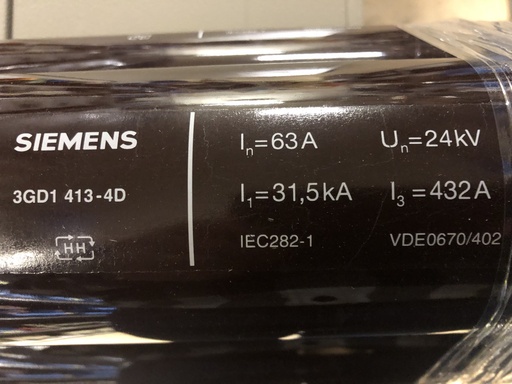 SIEMENS
3GD1 413-4D
HH
In=63A Un=24kV
I1=31,5kA I3=432A
IEC282-1 VDE0670/402